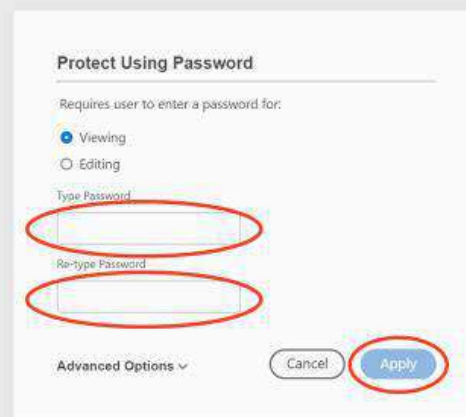 Protect Using Password
Requires user to enter a password for:
Viewing
Editing
Type Password
Re-type Password
Advanced Options Cancel Apply